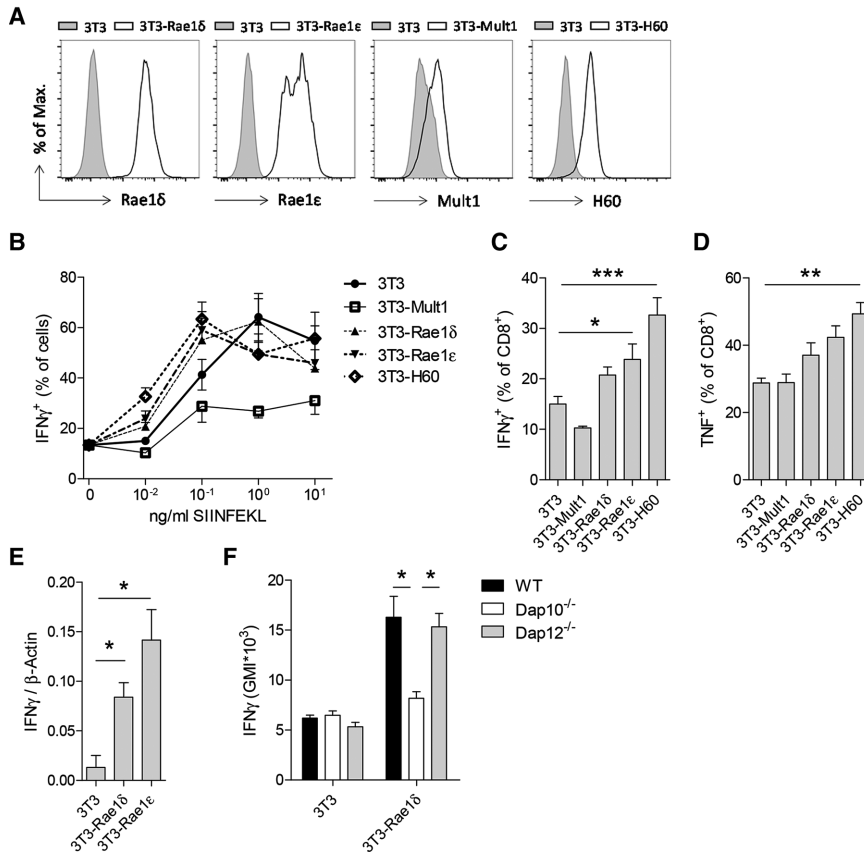 A
3T3 3T3-Rae1δ 3T3 3T3-Rae1ε 3T3 3T3-Mult1 3T3 3T3-H60
% of Max.
Rae1δ Rae1ε Mult1 H60
B
IFNγ⁺ (% of cells)
80
60
40
20
0
0 10⁻² 10⁻¹ 10⁰ 10¹
ng/ml SIINFEKL
3T3
3T3-Mult1
3T3-Rae1δ
3T3-Rae1ε
3T3-H60
C
IFNγ⁺ (% of CD8⁺)
40
30
20
10
0
***
*
3T3
3T3-Mult1
3T3-Rae1δ
3T3-Rae1ε
3T3-H60
D
TNF⁺ (% of CD8⁺)
60
40
20
0
**
3T3
3T3-Mult1
3T3-Rae1δ
3T3-Rae1ε
3T3-H60
E
IFNγ / β-Actin
0.20
0.15
0.10
0.05
0.00
*
*
3T3
3T3-Rae1δ
3T3-Rae1ε
F
IFNγ (GMI*10³)
20
15
10
5
0
* *
3T3
3T3-Rae1δ
WT
Dap10⁻/⁻
Dap12⁻/⁻